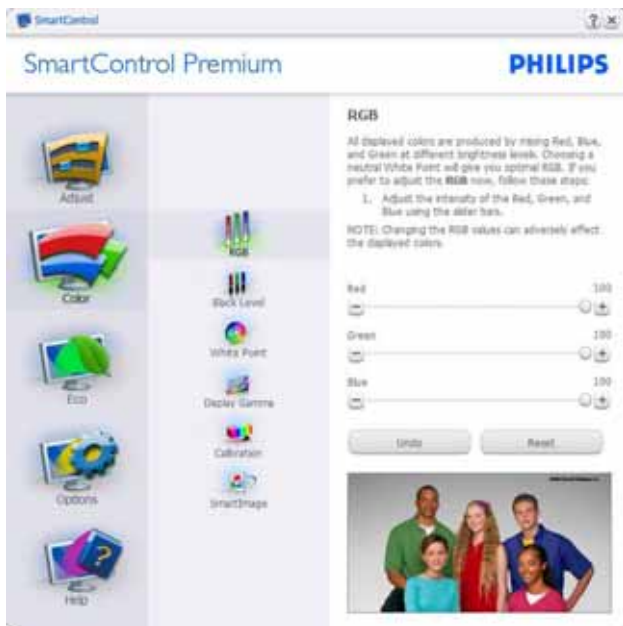 SmartControl
SmartControl Premium
PHILIPS
Adjust
Color
Eco
Options
Help
RGB
Black Level
White Point
Display Gamma
Calibration
SmartImage
RGB
All displayed colors are produced by mixing Red, Blue,
and Green at different brightness levels. Choosing a
neutral White Point will give you optimal RGB. If you
prefer to adjust the RGB now, follow these steps:
1. Adjust the intensity of the Red, Green, and
Blue using the slider bars.
NOTE: Changing the RGB values can adversely effect
the displayed colors.
Red 100
Green 100
Blue 100
Undo Reset